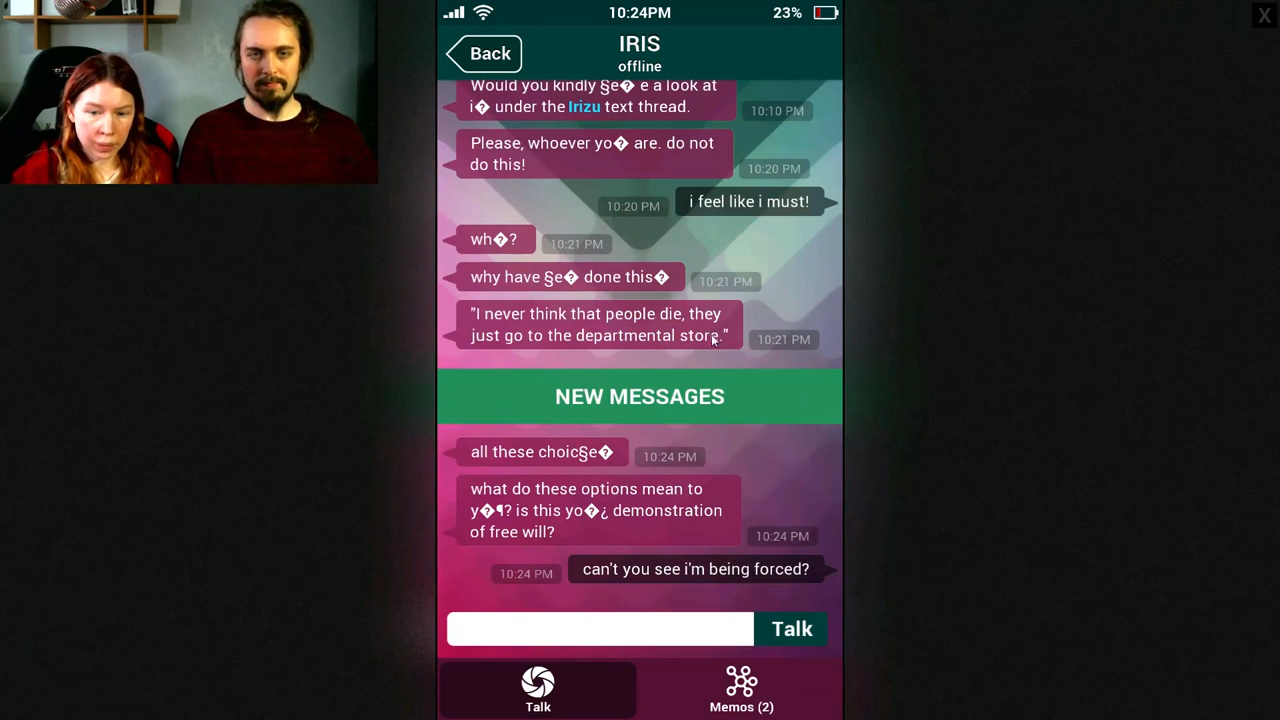 10:24PM
23%
X
Back
IRIS
offline
Would you kindly §e� e a look at
i� under the Irizu text thread.
10:10 PM
Please, whoever yo� are. do not
do this!
10:20 PM
10:20 PM
i feel like i must!
wh�?
10:21 PM
why have §e� done this�
10:21 PM
"I never think that people die, they
just go to the departmental store."
10:21 PM
NEW MESSAGES
all these choic§e�
10:24 PM
what do these options mean to
y�¶? is this yo�¿ demonstration
of free will?
10:24 PM
10:24 PM
can't you see i'm being forced?
Talk
Talk
Memos (2)